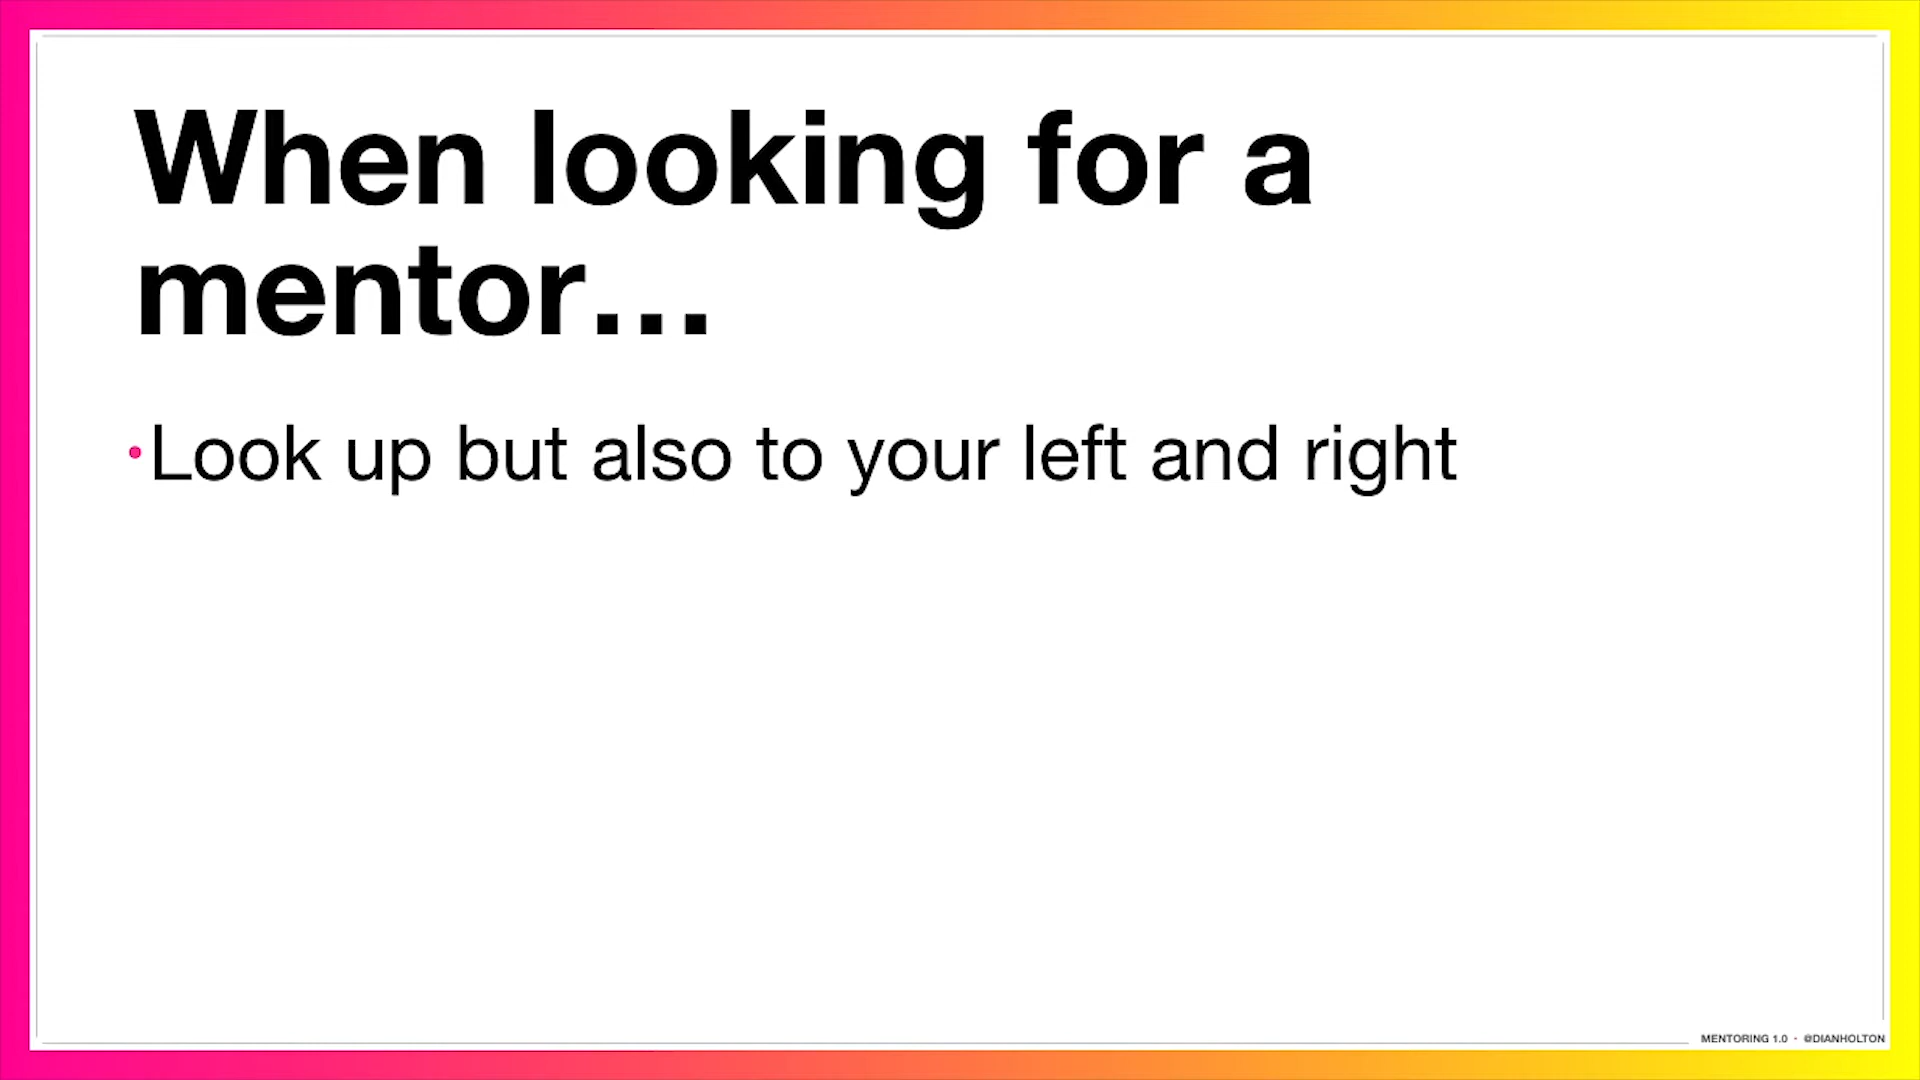 When looking for a
mentor…
•Look up but also to your left and right
MENTORING 1.0 • @DIANHOLTON